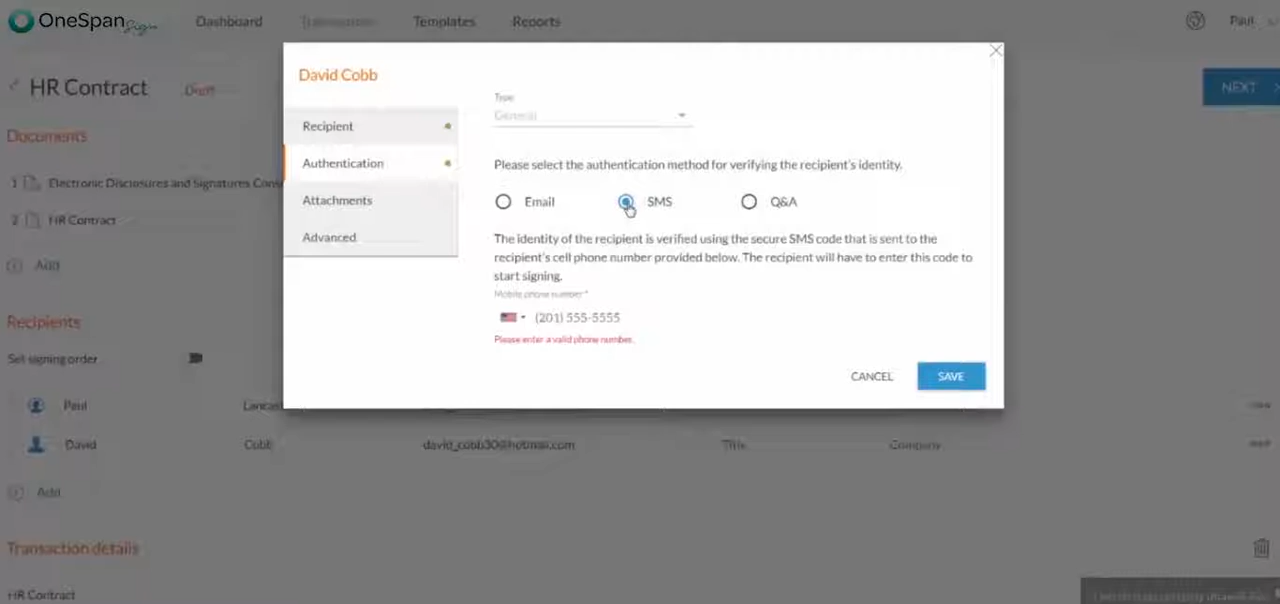 OneSpan Sign
Dashboard
Templates
Reports
Paul
HR Contract
Draft
NEXT
Documents
1 Electronic Disclosures and Signatures Cons
2 HR Contract
Add
Recipients
Set signing order
Paul
Lancas
David
Cobb
david_cobb30@hotmail.com
Title
Company
Add
Transaction details
HR Contract
David Cobb
Recipient
Authentication
Attachments
Advanced
Type
General
Please select the authentication method for verifying the recipient's identity.
Email
SMS
Q&A
The identity of the recipient is verified using the secure SMS code that is sent to the
recipient's cell phone number provided below. The recipient will have to enter this code to
start signing.
Mobile phone number *
(201) 555-5555
Please enter a valid phone number.
CANCEL
SAVE